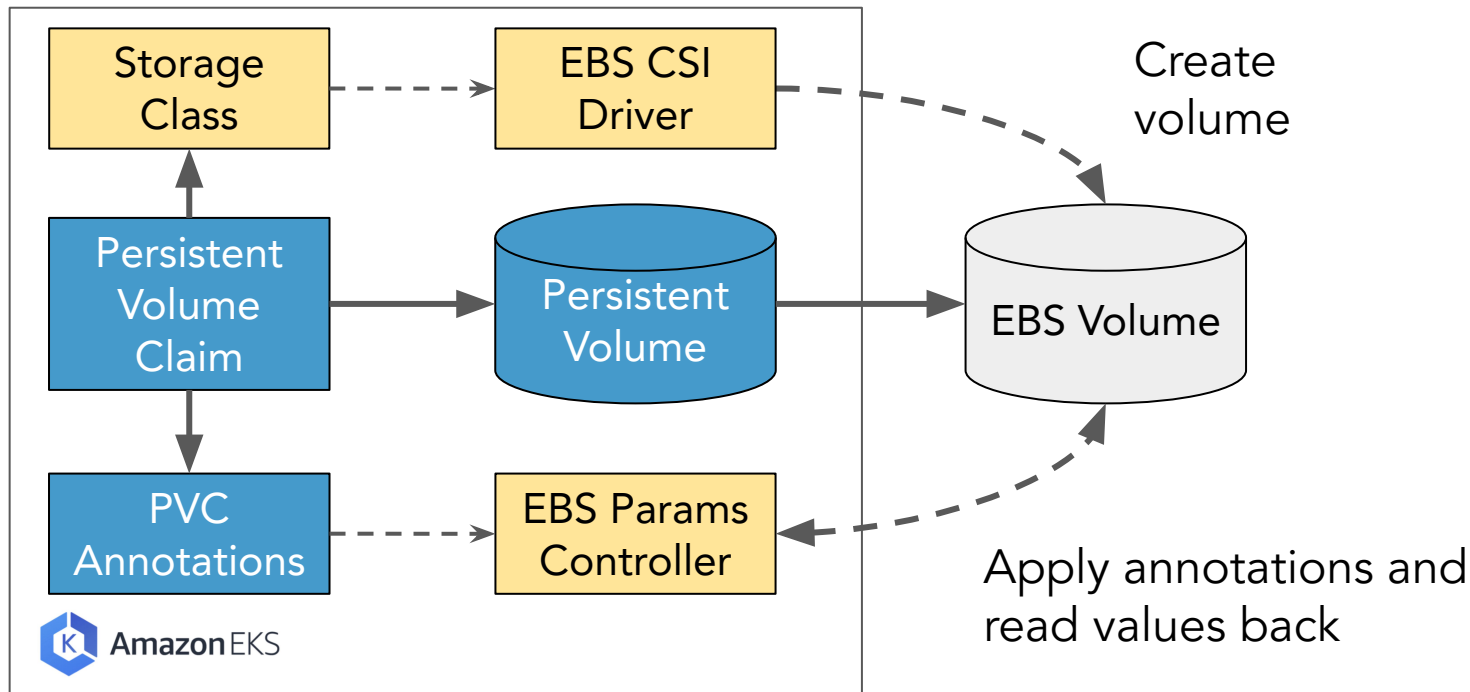 Storage
Class
EBS CSI
Driver
Create
volume
Persistent
Volume
Claim
Persistent
Volume
EBS Volume
PVC
Annotations
EBS Params
Controller
Apply annotations and
read values back
K
Amazon EKS